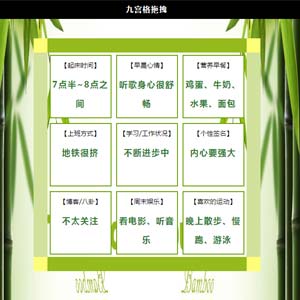 九宫格拖拽
【起床时间】 【早晨心情】 【营养早餐】
7点半~8点之 听歌身心很舒 鸡蛋、牛奶、
间 畅 水果、面包
【上班方式】 【学习/工作状况】 【个性签名】
地铁很挤 不断进步中 内心要强大
【博客/八卦】 【周末娱乐】 【喜欢的运动】
不太关注 看电影、听音 晚上散步、慢
乐 跑、游泳
Bamboo Bamboo